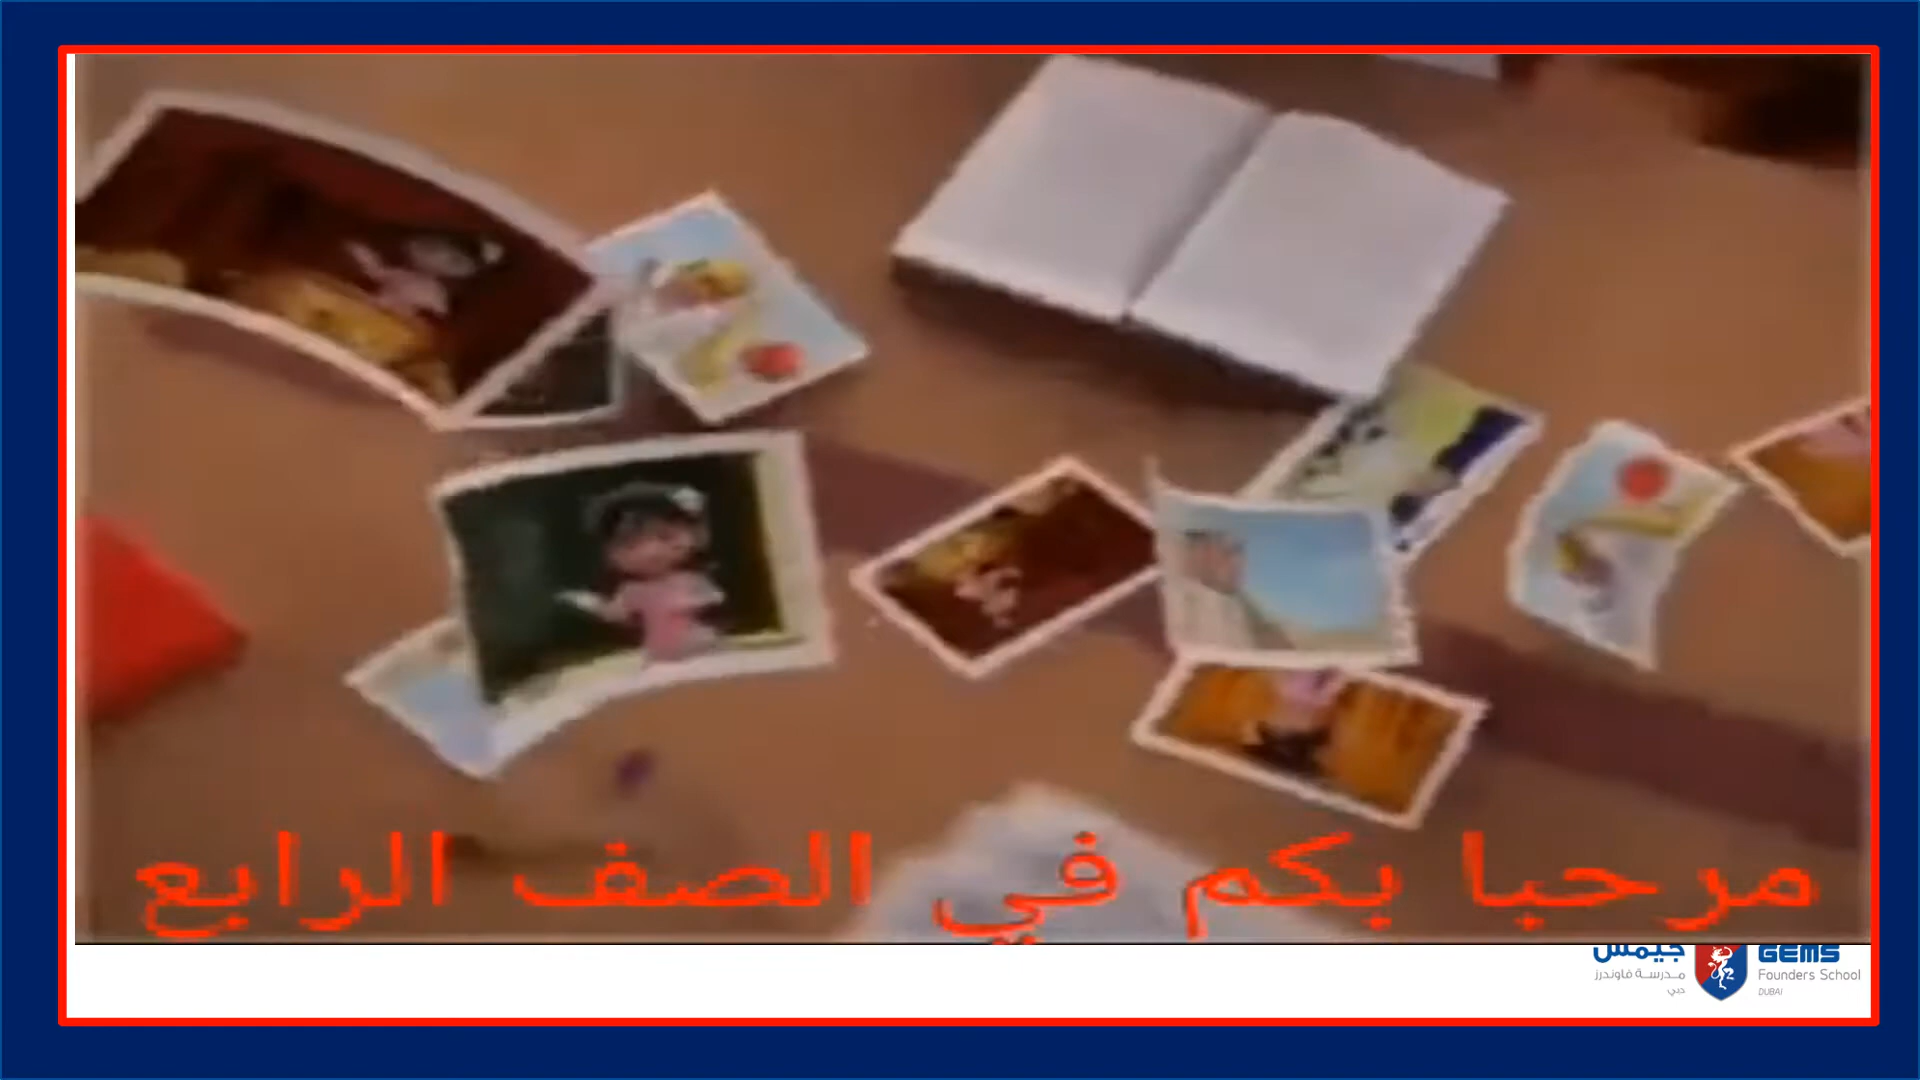 مرحبا بكم في الصف الرابع
جيمس
مدرسة فاوندرز
دبي
GEMS
Founders School
DUBAI